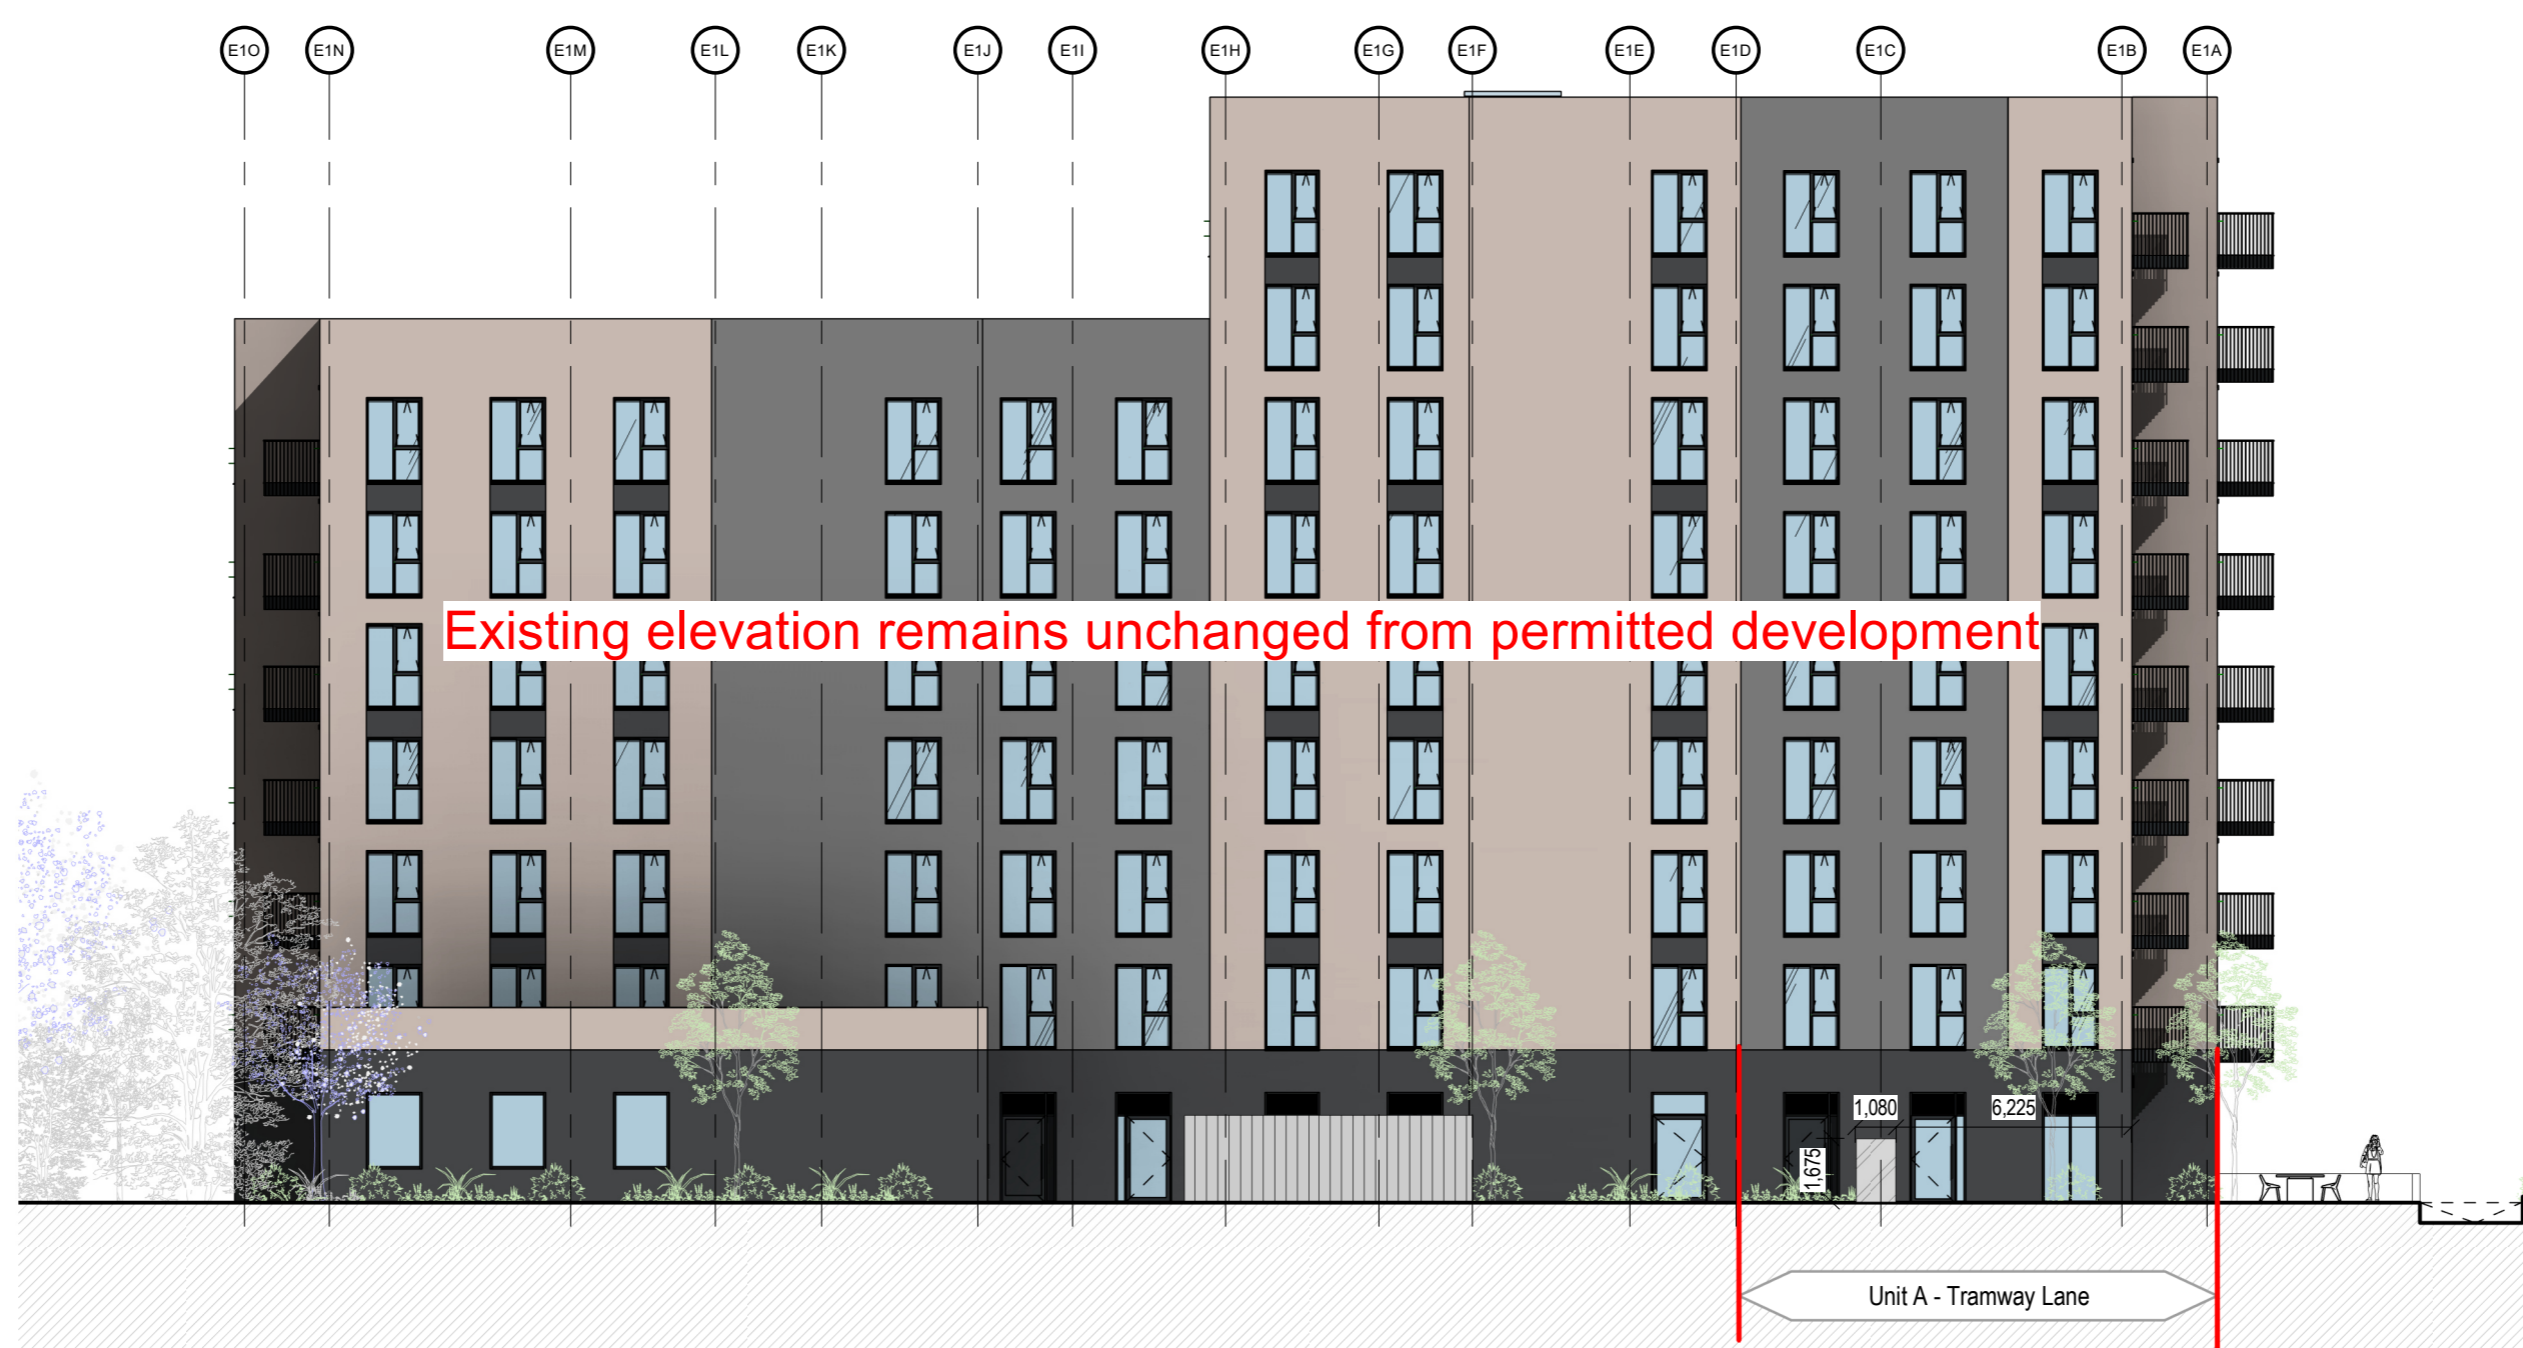 E1O E1N E1M E1L E1K E1J E1I E1H E1G E1F E1E E1D E1C E1B E1A
Existing elevation remains unchanged from permitted development
1,080 6,225
1,675
Unit A - Tramway Lane